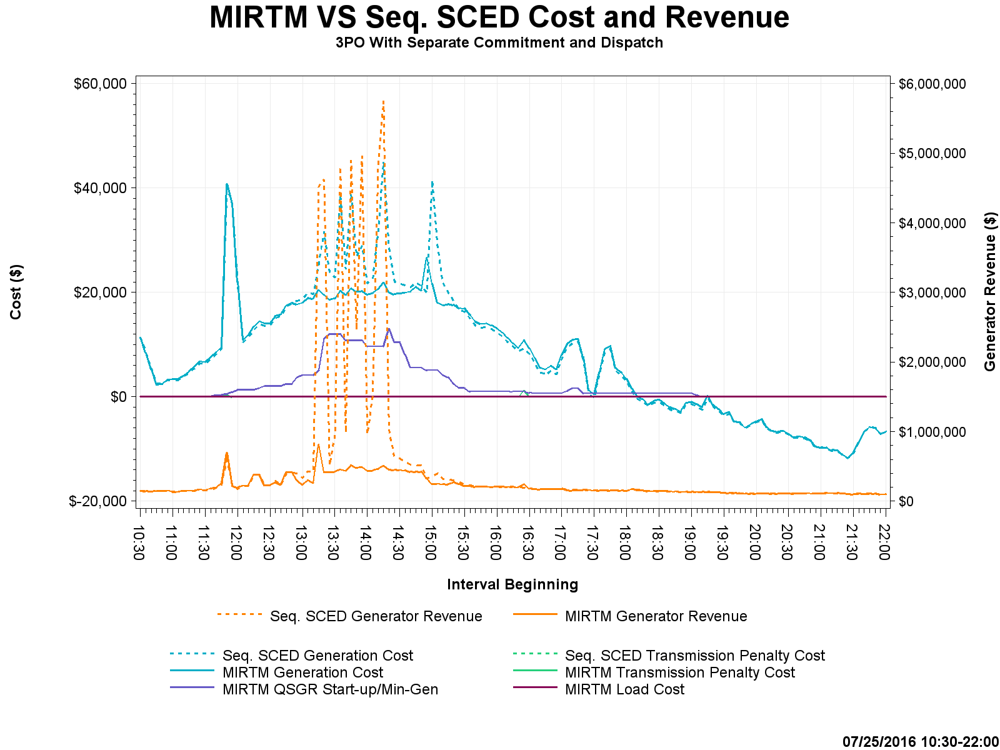 MIRTM VS Seq. SCED Cost and Revenue
3PO With Separate Commitment and Dispatch
$60,000
$40,000
$20,000
$0
$-20,000
Cost ($)
$6,000,000
$5,000,000
$4,000,000
$3,000,000
$2,000,000
$1,000,000
$0
Generator Revenue ($)
10:30
11:00
11:30
12:00
12:30
13:00
13:30
14:00
14:30
15:00
15:30
16:00
16:30
17:00
17:30
18:00
18:30
19:00
19:30
20:00
20:30
21:00
21:30
22:00
Interval Beginning
Seq. SCED Generator Revenue
MIRTM Generator Revenue
Seq. SCED Generation Cost
Seq. SCED Transmission Penalty Cost
MIRTM Generation Cost
MIRTM Transmission Penalty Cost
MIRTM QSGR Start-up/Min-Gen
MIRTM Load Cost
07/25/2016 10:30-22:00